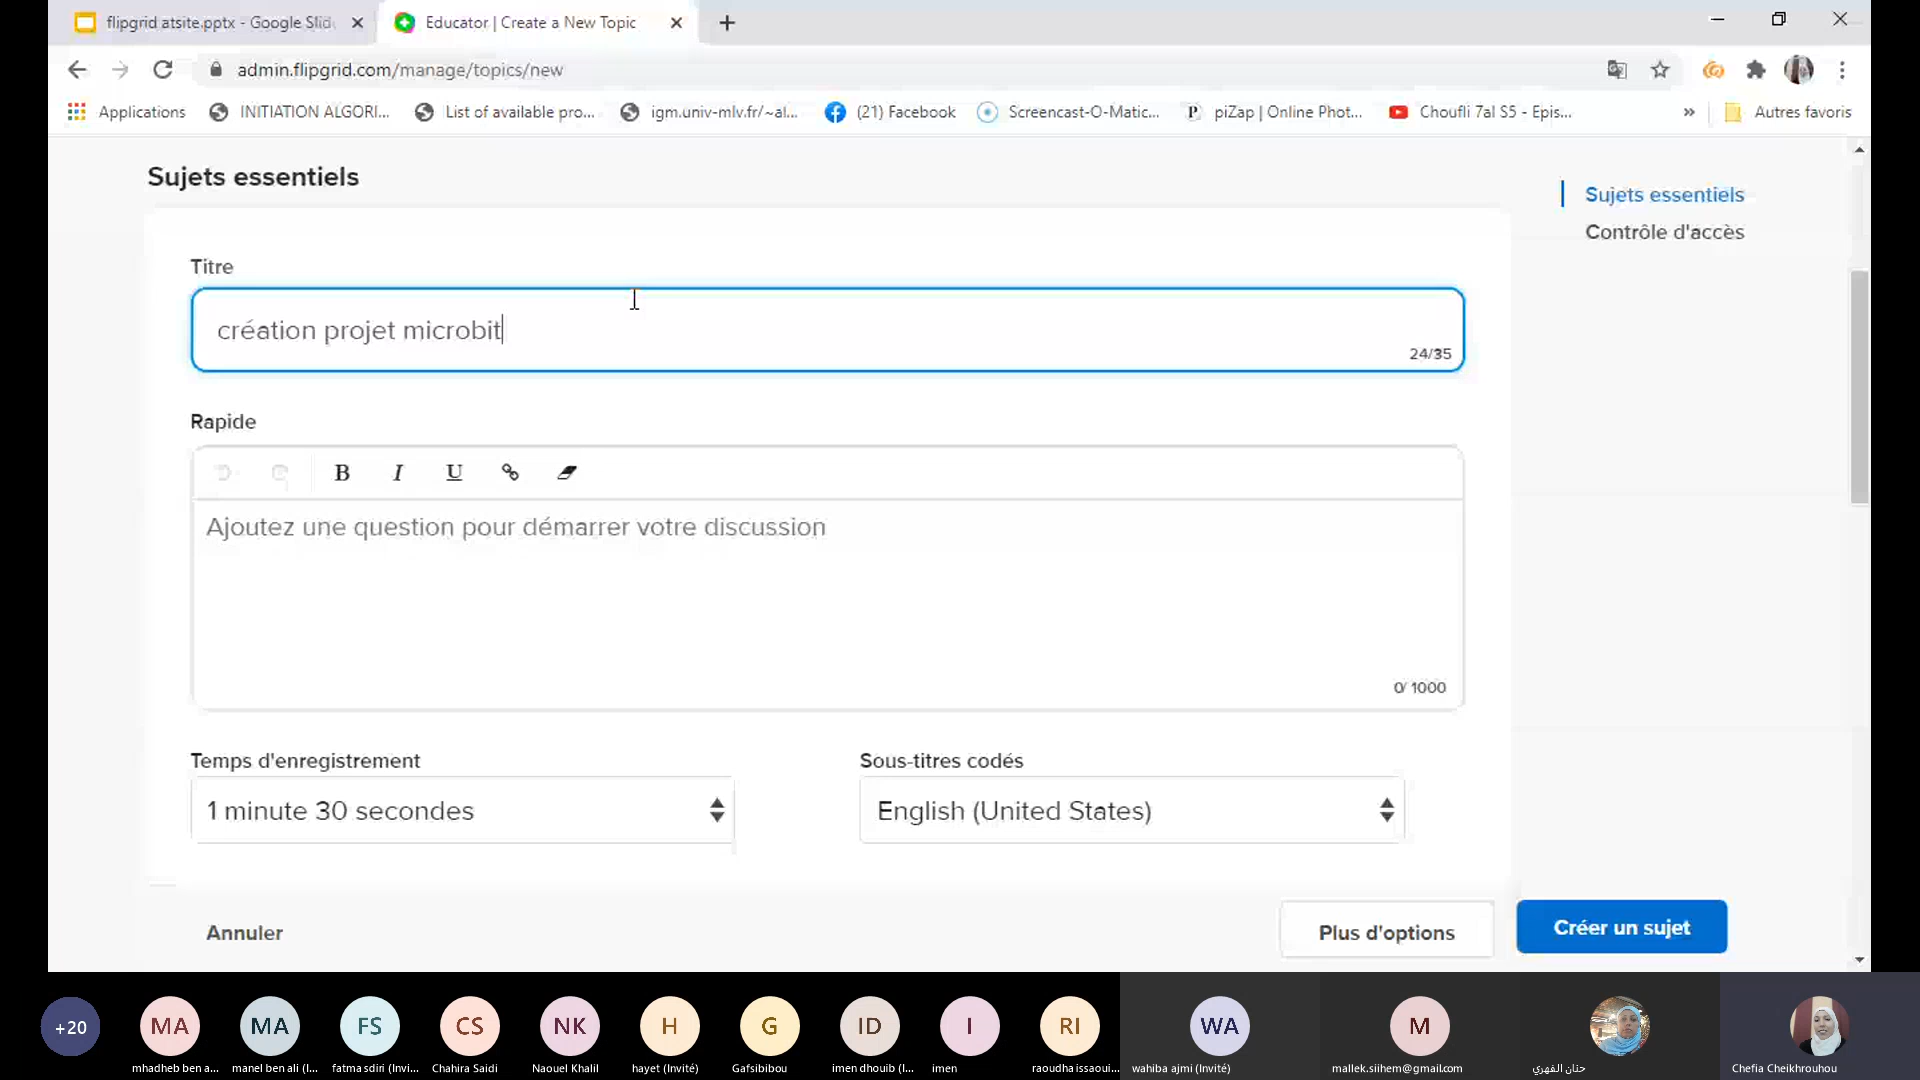 flipgrid atsite.pptx - Google Slid
Educator | Create a New Topic
admin.flipgrid.com/manage/topics/new
Applications
INITIATION ALGORI...
List of available pro...
igm.univ-mlv.fr/~al...
(21) Facebook
Screencast-O-Matic...
piZap | Online Phot...
Choufli 7al S5 - Epis...
»
Autres favoris
Sujets essentiels
Sujets essentiels
Contrôle d'accès
Titre
création projet microbit
24/35
Rapide
B I U
Ajoutez une question pour démarrer votre discussion
0/ 1000
Temps d'enregistrement
Sous-titres codés
1 minute 30 secondes
English (United States)
Annuler
Plus d'options
Créer un sujet
+20
MA
MA
FS
CS
NK
H
G
ID
I
RI
WA
M
mhadheb ben a...
manel ben ali (I...
fatma sdiri (Invi...
Chahira Saidi
Naouel Khalil
hayet (Invité)
Gafsibibou
imen dhouib (I...
imen
raoudha issaoui...
wahiba ajmi (Invité)
mallek.siihem@gmail.com
حنان الفهري
Chefia Cheikhrouhou